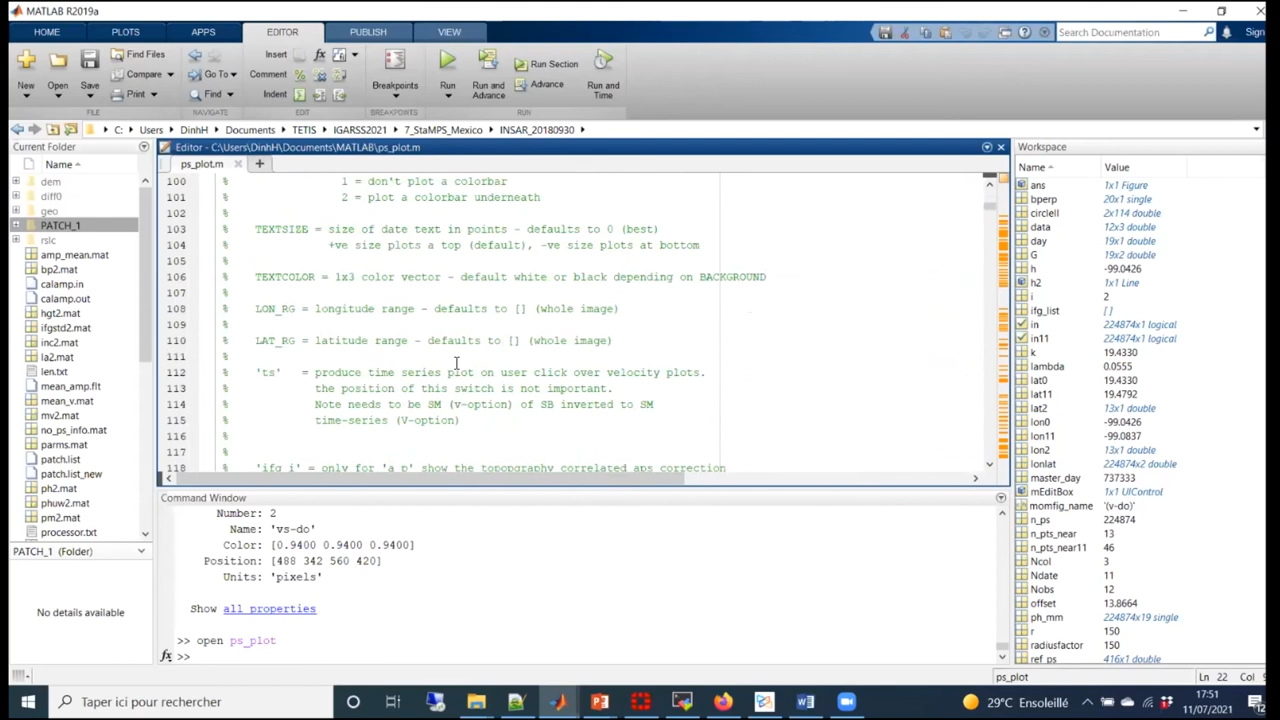 MATLAB R2019a
HOME PLOTS APPS EDITOR PUBLISH VIEW
Search Documentation
Sign
New
Open
Save
Find Files
Compare
Print
FILE
Go To
Find
NAVIGATE
Insert
Comment
Indent
EDIT
Breakpoints
BREAKPOINTS
Run
Run and Advance
Run Section
Advance
Run and Time
RUN
C: Users DinhH Documents TETIS IGARSS2021 7_StaMPS_Mexico INSAR_20180930
Current Folder
Name
dem
diff0
geo
PATCH_1
rslc
amp_mean.mat
bp2.mat
calamp.in
calamp.out
hgt2.mat
ifgstd2.mat
inc2.mat
la2.mat
len.txt
mean_amp.flt
mean_v.mat
mv2.mat
no_ps_info.mat
parms.mat
patch.list
patch.list_new
ph2.mat
phuw2.mat
pm2.mat
processor.txt
PATCH_1 (Folder)
No details available
Editor - C:\Users\DinhH\Documents\MATLAB\ps_plot.m
ps_plot.m
100 % 1 = don't plot a colorbar
101 % 2 = plot a colorbar underneath
102 %
103 % TEXTSIZE = size of date text in points - defaults to 0 (best)
104 % +ve size plots a top (default), -ve size plots at bottom
105 %
106 % TEXTCOLOR = 1x3 color vector - default white or black depending on BACKGROUND
107 %
108 % LON_RG = longitude range - defaults to [] (whole image)
109 %
110 % LAT_RG = latitude range - defaults to [] (whole image)
111 %
112 % 'ts' = produce time series plot on user click over velocity plots.
113 % the position of this switch is not important.
114 % Note needs to be SM (v-option) of SB inverted to SM
115 % time-series (V-option)
116 %
117 %
118 % 'ifg i' = only for 'a_p' show the topography correlated aps correction
Command Window
Number: 2
Name: 'vs-do'
Color: [0.9400 0.9400 0.9400]
Position: [488 342 560 420]
Units: 'pixels'
Show all properties
>> open ps_plot
fx >>
Workspace
Name Value
ans 1x1 Figure
bperp 20x1 single
circlell 2x114 double
data 12x3 double
day 19x1 double
G 19x2 double
h -99.0426
h2 1x1 Line
i 2
ifg_list []
in 224874x1 logical
in11 224874x1 logical
k 19.4330
lambda 0.0555
lat0 19.4330
lat11 19.4792
lat2 13x1 double
lon0 -99.0426
lon11 -99.0837
lon2 13x1 double
lonlat 224874x2 double
master_day 737333
mEditBox 1x1 UIControl
momfig_name '(v-do)'
n_ps 224874
n_pts_near 13
n_pts_near11 46
Ncol 3
Ndate 11
Nobs 12
offset 13.8664
ph_mm 224874x19 single
r 150
radiusfactor 150
ref_ps 416x1 double
ps_plot
Ln 22 Col 9
Taper ici pour rechercher
29°C Ensoleillé
17:51
11/07/2021